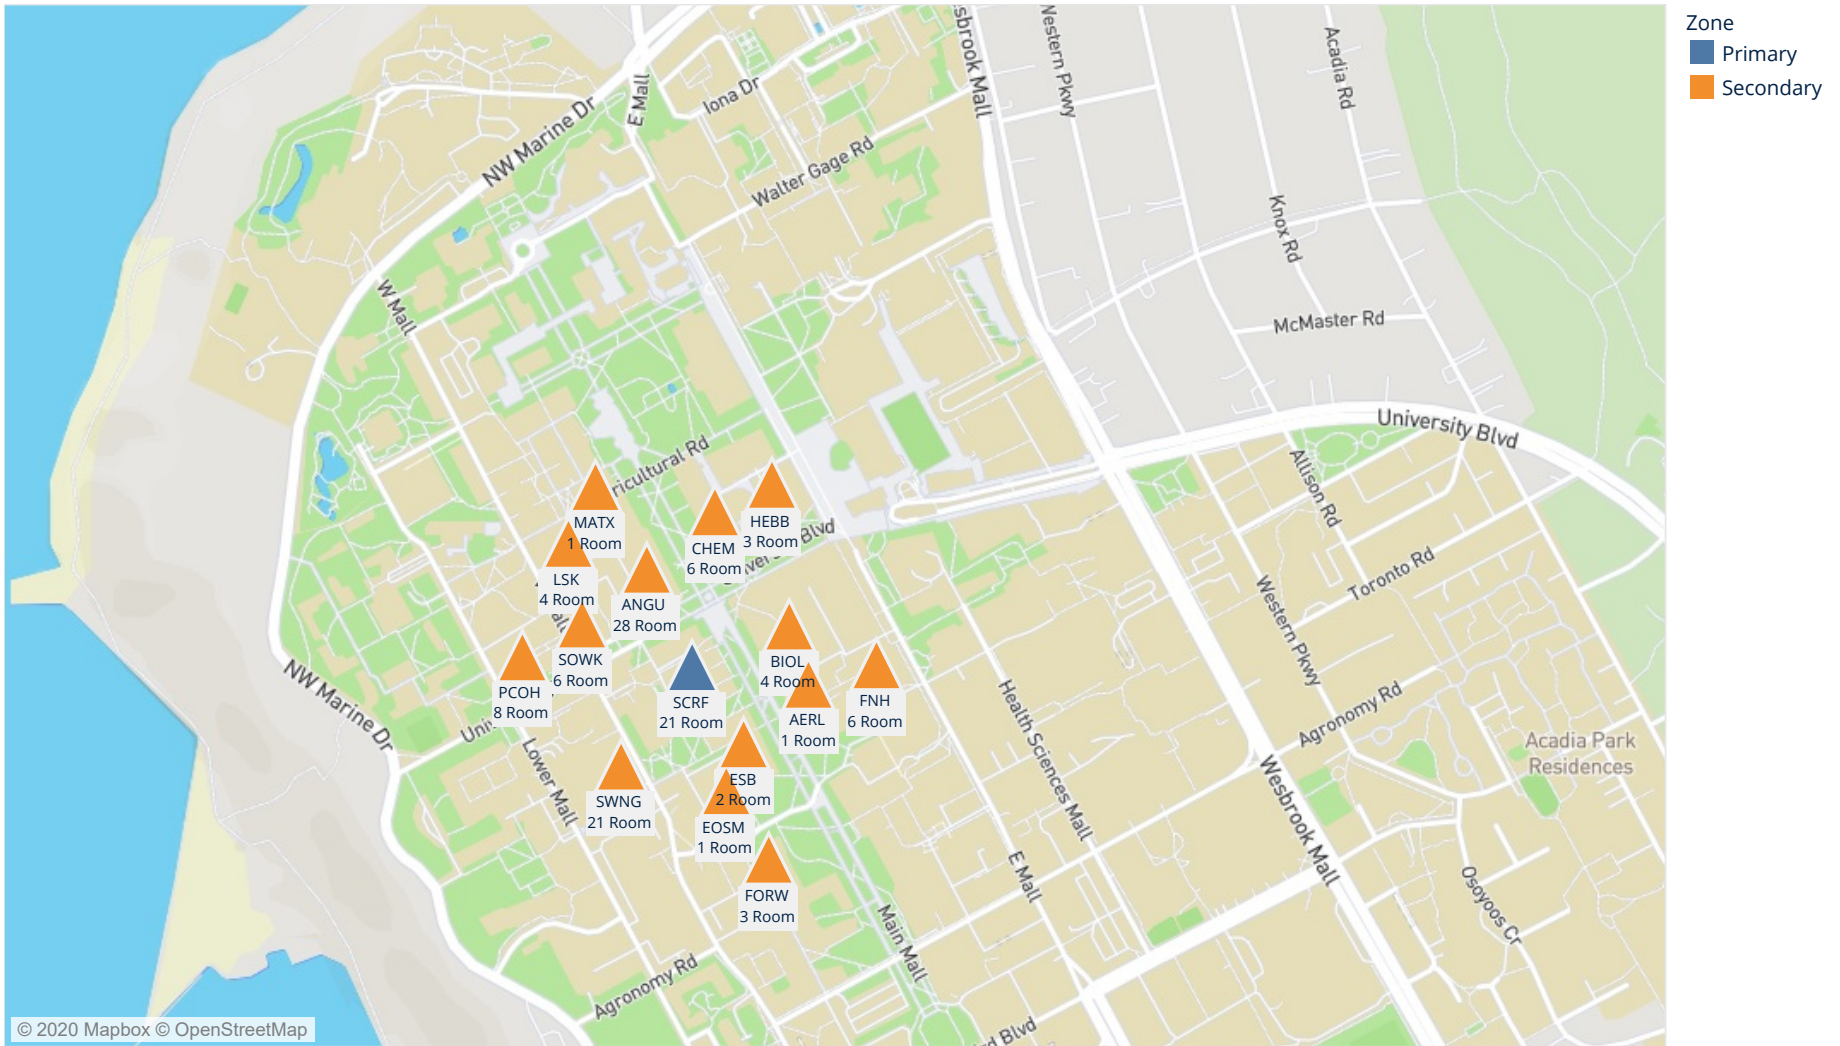 Zone
Primary
Secondary
sbrook Mall
Western Pkwy
Acadia Rd
E Mall
Iona Dr
NW Marine Dr
Walter Gage Rd
Knox Rd
W Mall
McMaster Rd
University Blvd
ricultural Rd
Allison Rd
MATX
1 Room
HEBB
3 Room
CHEM
6 Room
Blvd
LSK
4 Room
ANGU
28 Room
Toronto Rd
Western Pkwy
SOWK
6 Room
BIOL
4 Room
PCOH
8 Room
SCRF
21 Room
AERL
1 Room
FNH
6 Room
NW Marine Dr
Uni
Health Sciences Mall
Agronomy Rd
Acadia Park
Residences
Lower Mall
ESB
2 Room
SWNG
21 Room
EOSM
1 Room
Wesbrook Mall
FORW
3 Room
E Mall
Osoyoos Cr
Main Mall
Agronomy Rd
rd Blvd
© 2020 Mapbox © OpenStreetMap